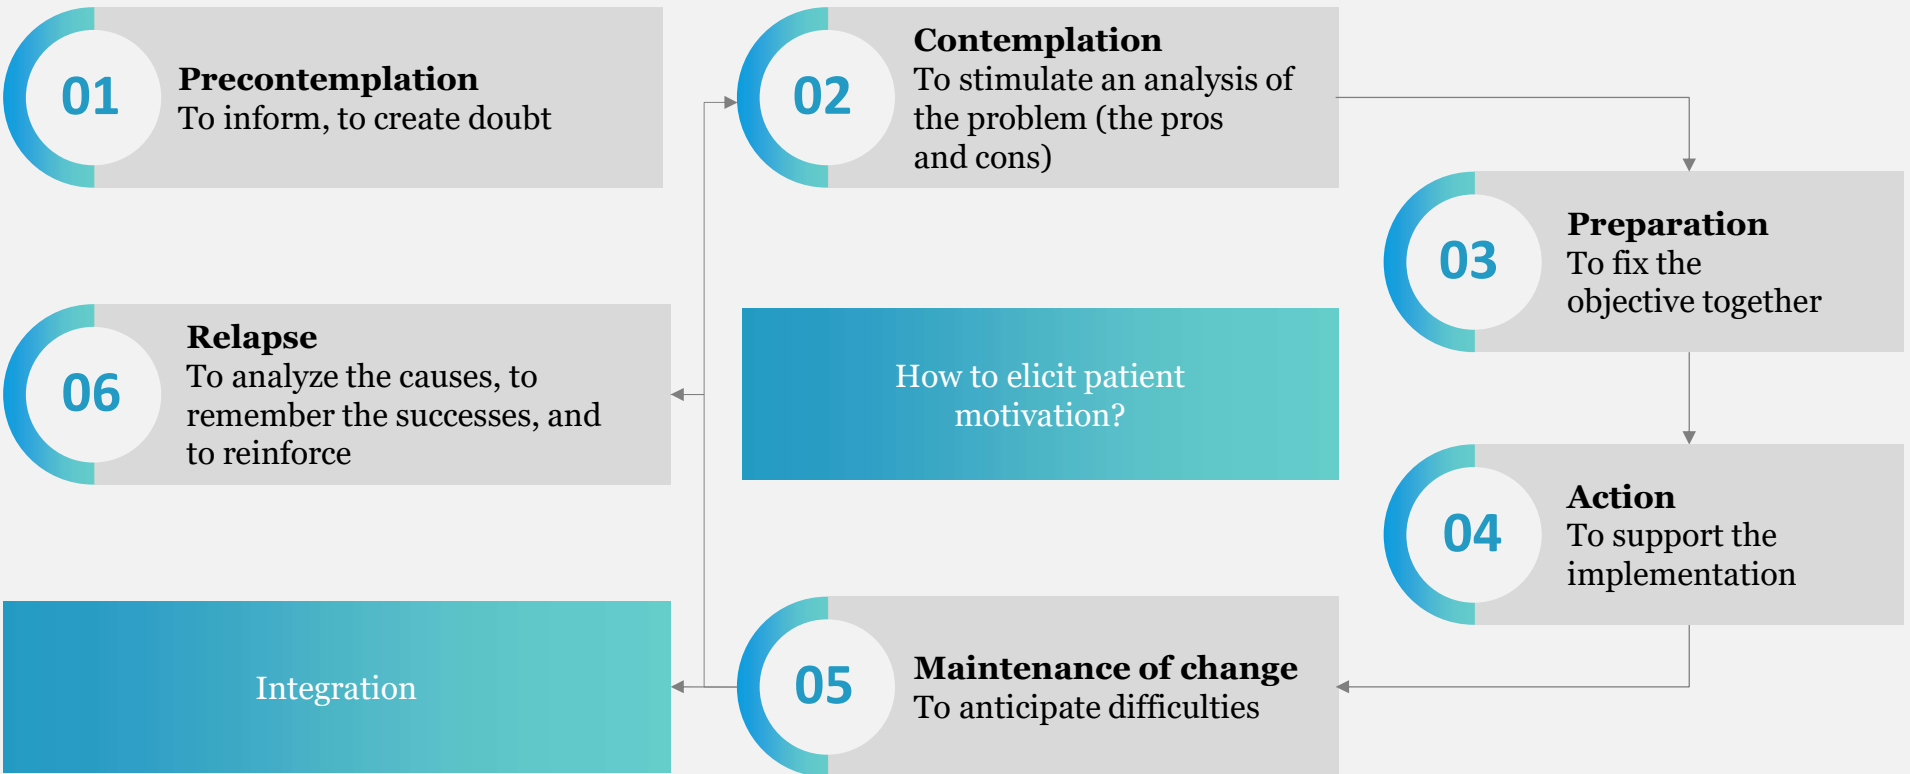 01
Precontemplation
To inform, to create doubt
02
Contemplation
To stimulate an analysis of
the problem (the pros
and cons)
03
Preparation
To fix the
objective together
04
Action
To support the
implementation
05
Maintenance of change
To anticipate difficulties
06
Relapse
To analyze the causes, to
remember the successes, and
to reinforce
How to elicit patient
motivation?
Integration